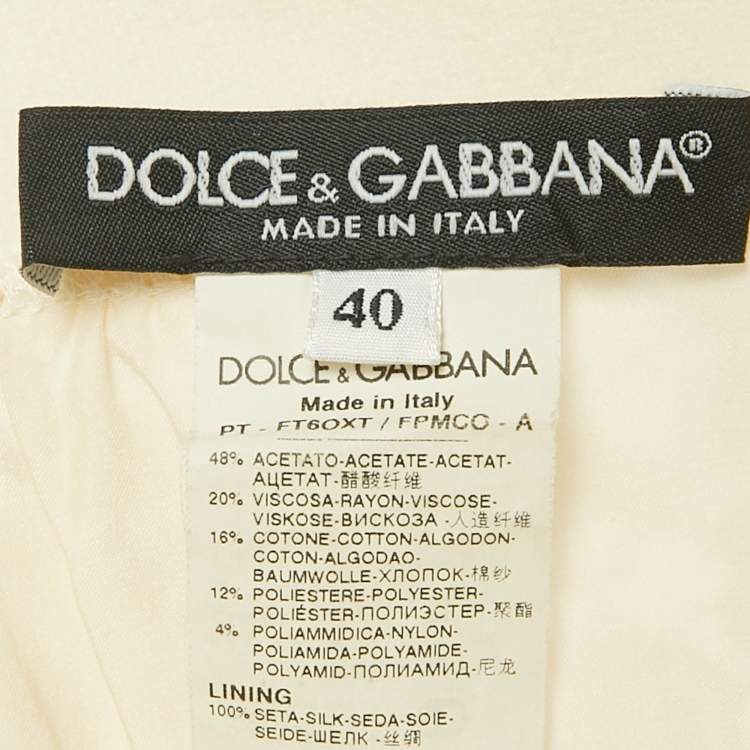 DOLCE & GABBANA®
MADE IN ITALY
40
DOLCE & GABBANA
Made in Italy
PT - FT6OXT / FPMCO - A
48% ACETATO-ACETATE-ACETAT-
АЦЕТАТ-醋酸纤维
20% VISCOSA-RAYON-VISCOSE-
VISKOSE-ВИСКОЗА -人造纤维
16% COTONE-COTTON-ALGODON-
COTON-ALGODAO-
BAUMWOLLE-ХЛОПОК-棉纱
12% POLIESTERE-POLYESTER-
POLIÉSTER-ПОЛИЭСТЕР-聚酯
4% POLIAMMIDICA-NYLON-
POLIAMIDA-POLYAMIDE-
POLYAMID-ПОЛИАМИД-尼龙
LINING
100% SETA-SILK-SEDA-SOIE-
SEIDE-ШЕЛК -丝绸